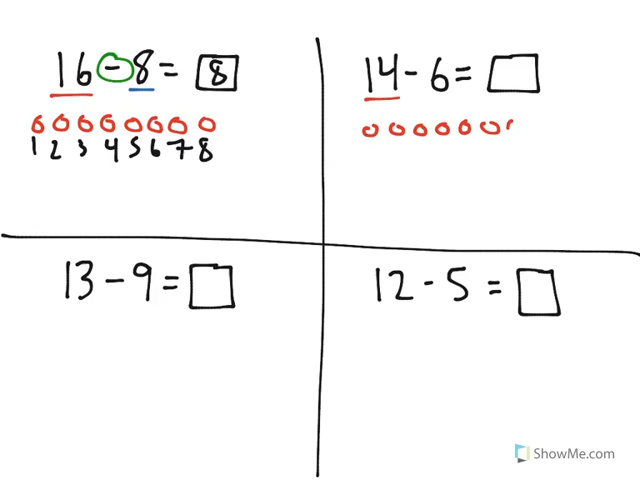 16 - 8 = 8
1 2 3 4 5 6 7 8
14 - 6 =
13 - 9 =
12 - 5 =
ShowMe.com